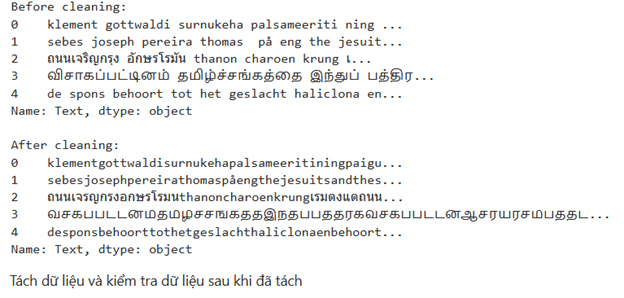 Before cleaning:
0 klement gottwaldi surnukeha palsameeriti ning ...
1 sebes joseph pereira thomas på eng the jesuit...
2 ถนนเจริญกรุง อักษรโรมัน thanon charoen krung เ...
3 விசாகப்பட்டினம் தமிழ்ச்சங்கத்தை இந்துப் பத்திர...
4 de spons behoort tot het geslacht haliclona en...
Name: Text, dtype: object
After cleaning:
0 klementgottwaldisurnukehapalsameeritiningpaigu...
1 sebesjosephpereirathomaspåengthejesuitsandthes...
2 ถนนเจรญกรงอกษรโรมนthanoncharoenkrungเรมตงแตถนน...
3 வசகபபடடனமதமழசசஙகததஇநதபபததரகவசகபபடடனஆசரயரசமபததட...
4 desponsbehoorttothetgeslachthaliclonaenbehoort...
Name: Text, dtype: object
Tách dữ liệu và kiểm tra dữ liệu sau khi đã tách